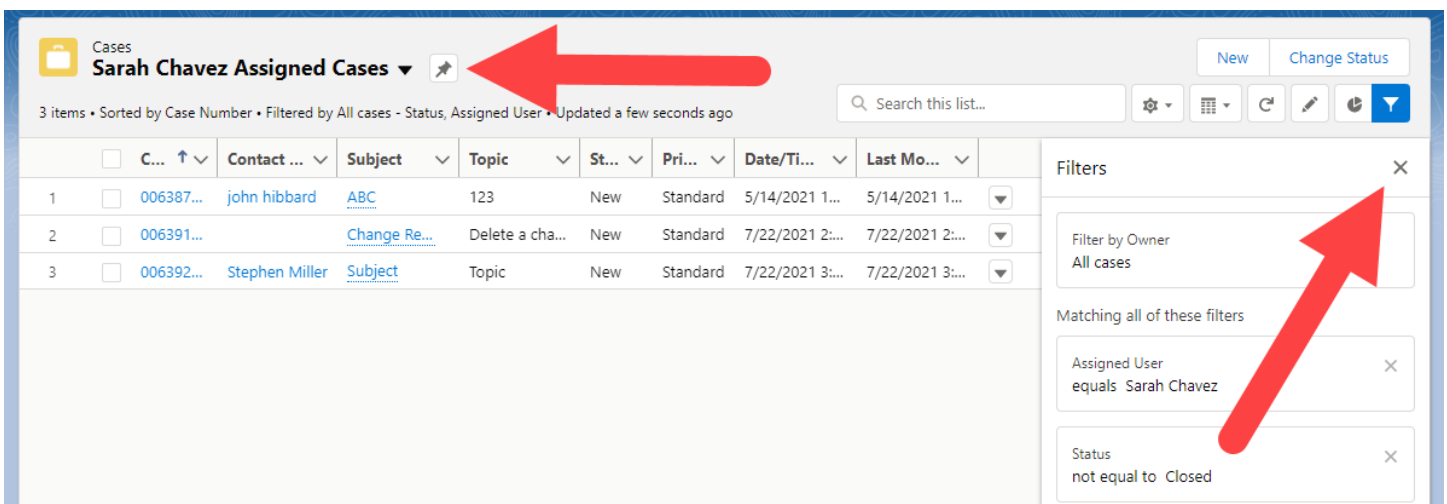 Cases
Sarah Chavez Assigned Cases
New Change Status
3 items • Sorted by Case Number • Filtered by All cases - Status, Assigned User • Updated a few seconds ago
Search this list...
C... Contact ... Subject Topic St... Pri... Date/Ti... Last Mo...
1 006387... john hibbard ABC 123 New Standard 5/14/2021 1... 5/14/2021 1...
2 006391... Change Re... Delete a cha... New Standard 7/22/2021 2:... 7/22/2021 2:...
3 006392... Stephen Miller Subject Topic New Standard 7/22/2021 3:... 7/22/2021 3:...
Filters
Filter by Owner
All cases
Matching all of these filters
Assigned User
equals Sarah Chavez
Status
not equal to Closed